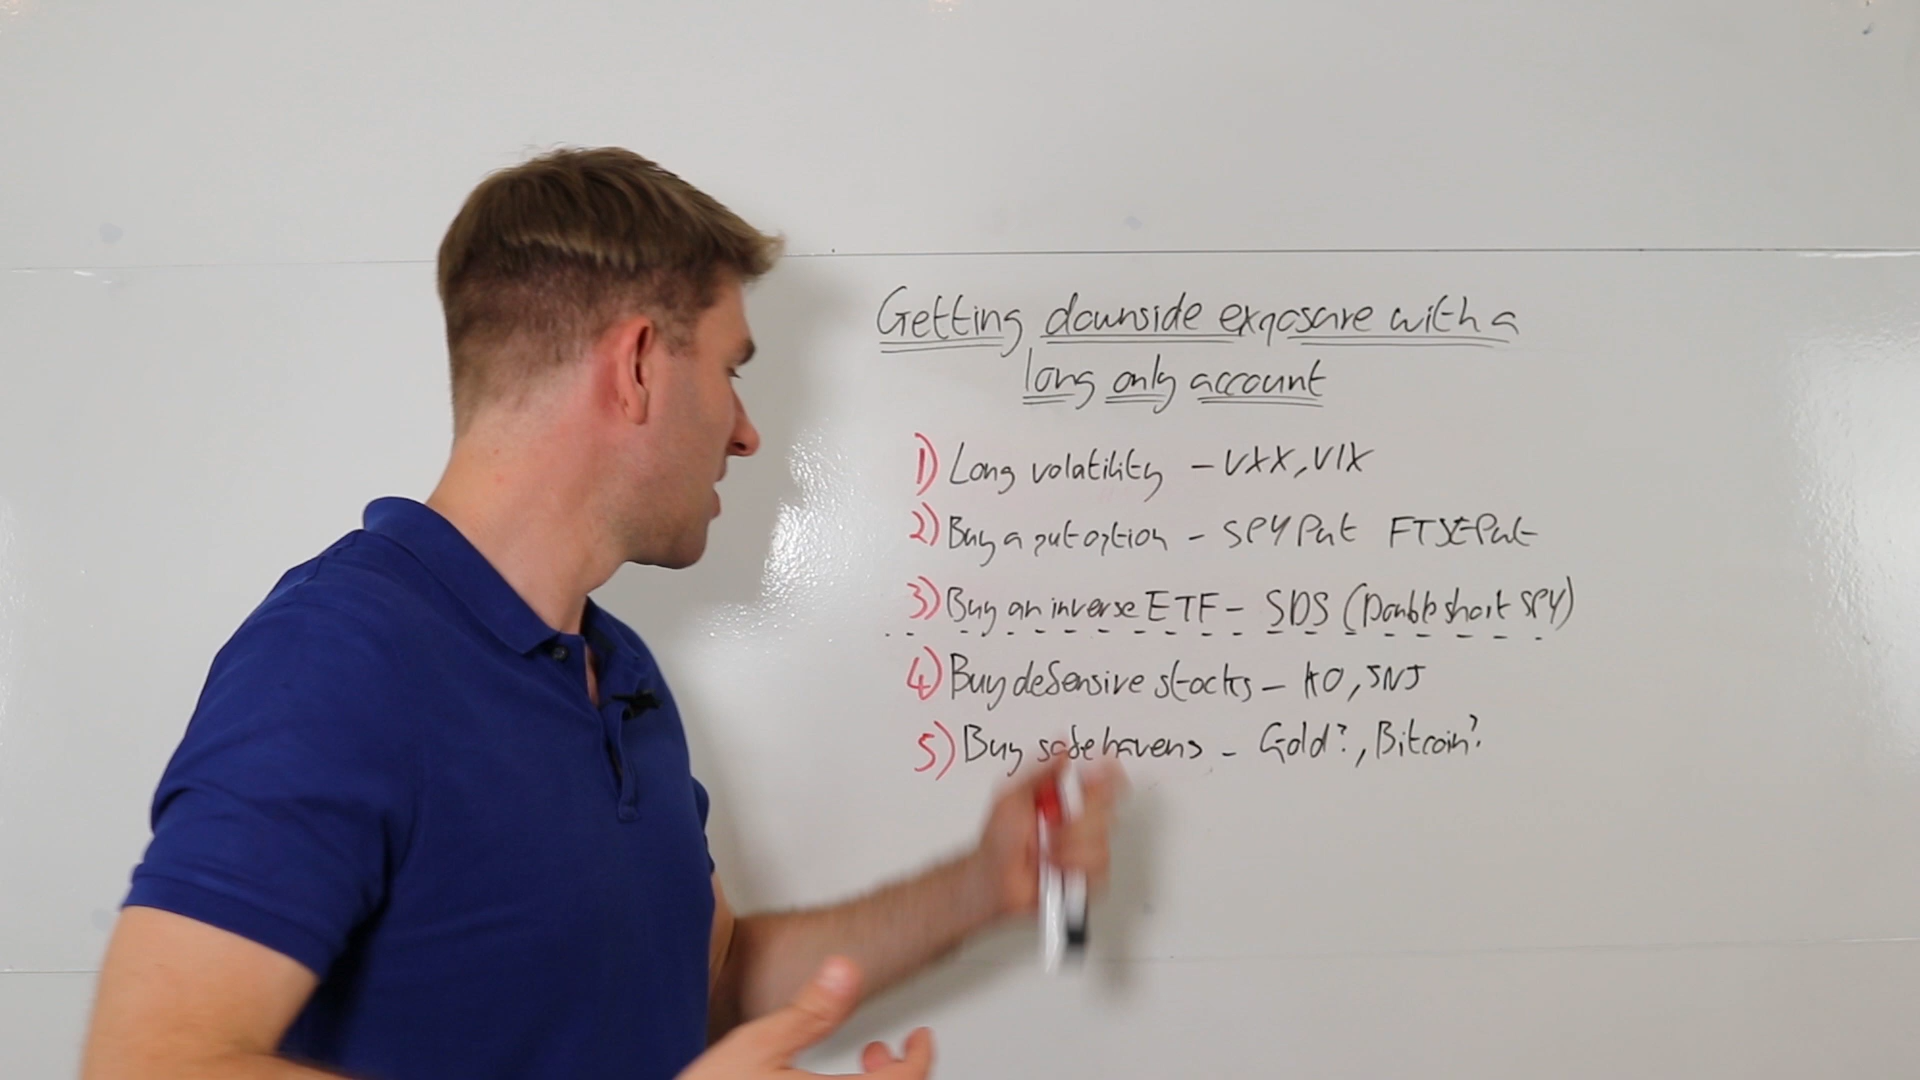 Getting downside exposure with a
long only account
1) Long volatility - VXX, VIX
2) Buy a put option - SPY Put FTSE Put
3) Buy an inverse ETF - SDS (Double short SPY)
4) Buy defensive stocks - KO, JNJ
5) Buy safe havens - Gold?, Bitcoin?